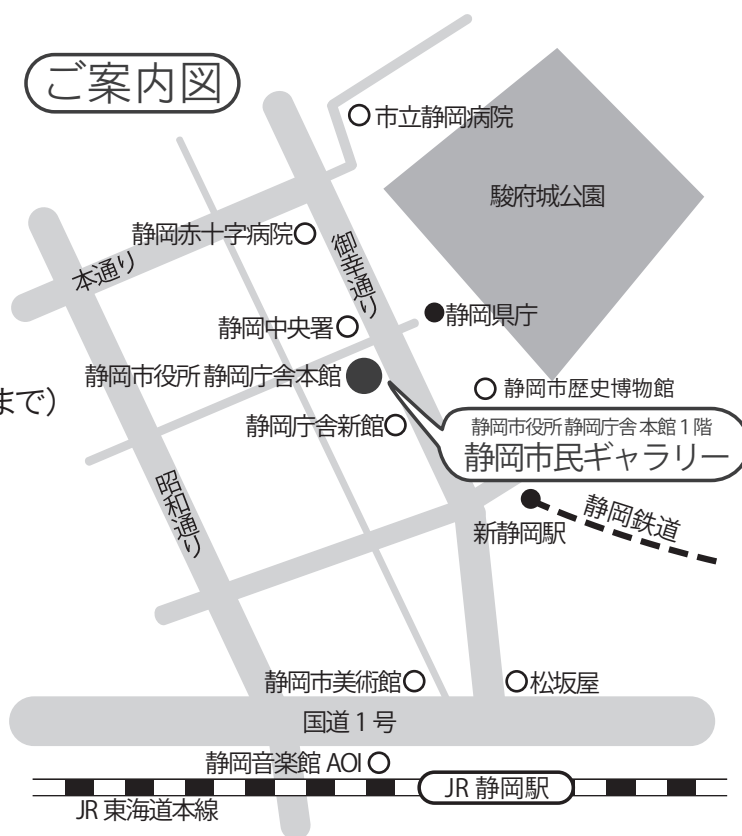 ご案内図
市立静岡病院
駿府城公園
静岡赤十字病院
御幸通り
本通り
静岡県庁
静岡中央署
静岡市役所 静岡庁舎本館
静岡市歴史博物館
まで）
静岡庁舎新館
静岡市役所 静岡庁舎 本館 1 階
静岡市民ギャラリー
昭和通り
新静岡駅
静岡鉄道
静岡市美術館
松坂屋
国道 1 号
静岡音楽館 AOI
JR 静岡駅
JR 東海道本線